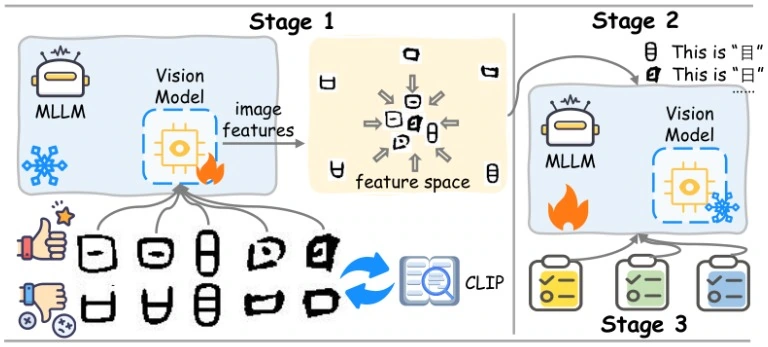 Stage 1
MLLM
Vision
Model
image
features
feature space
CLIP
Stage 2
This is “目”
This is “日”
......
MLLM
Vision
Model
Stage 3